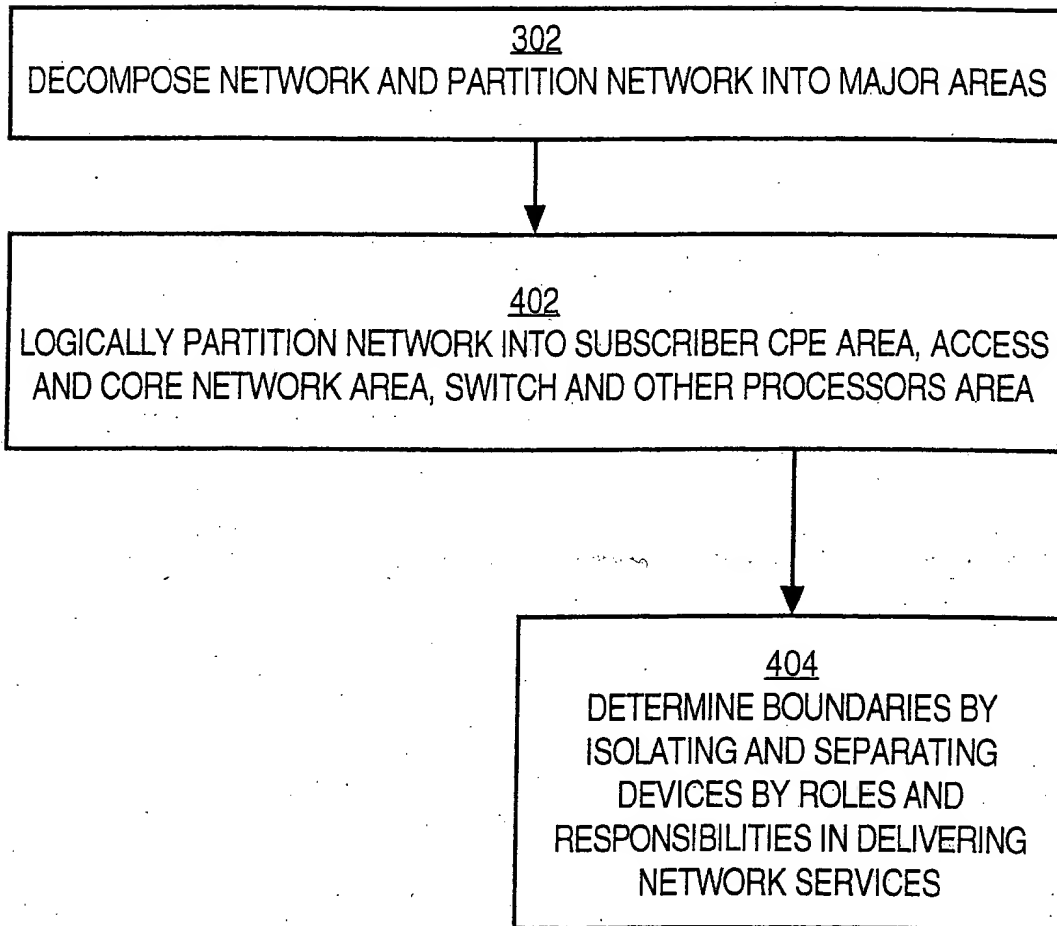 302
DECOMPOSE NETWORK AND PARTITION NETWORK INTO MAJOR AREAS
402
LOGICALLY PARTITION NETWORK INTO SUBSCRIBER CPE AREA, ACCESS
AND CORE NETWORK AREA, SWITCH AND OTHER PROCESSORS AREA
404
DETERMINE BOUNDARIES BY
ISOLATING AND SEPARATING
DEVICES BY ROLES AND
RESPONSIBILITIES IN DELIVERING
NETWORK SERVICES